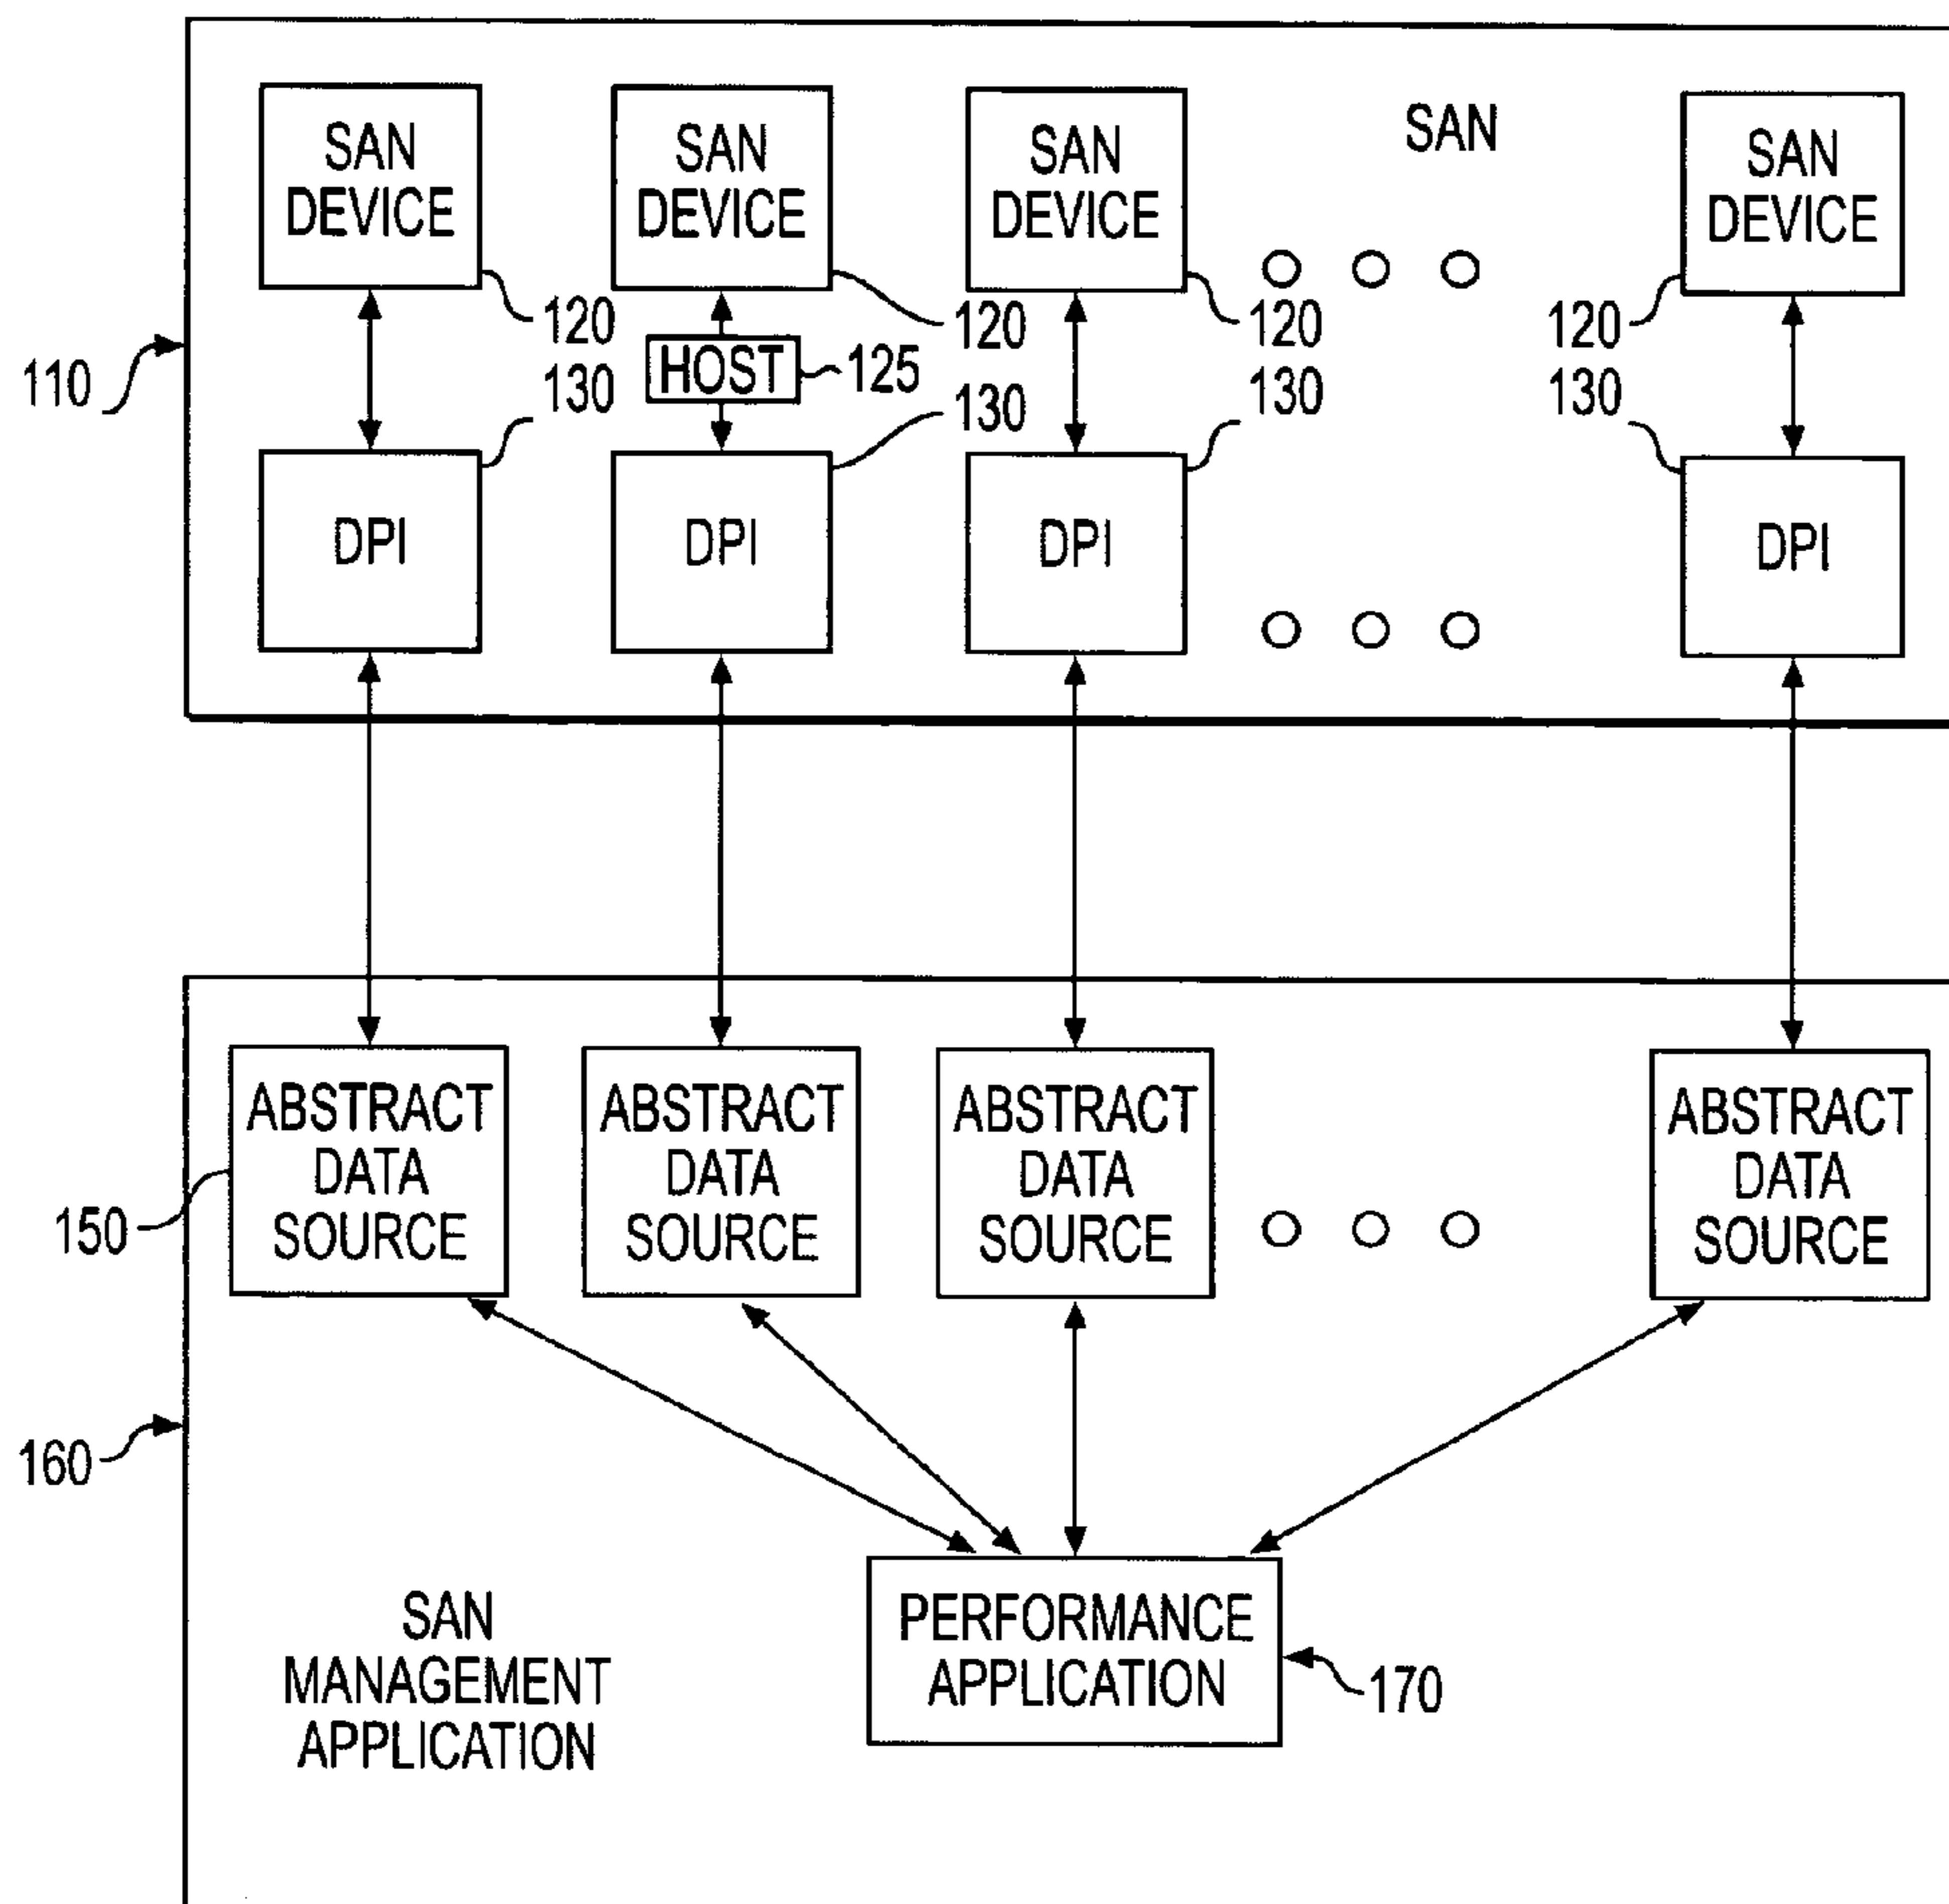 SAN
SAN DEVICE
SAN DEVICE
SAN DEVICE
SAN DEVICE
120
120
120
120
110
HOST
125
130
130
130
130
DPI
DPI
DPI
DPI
ABSTRACT DATA SOURCE
ABSTRACT DATA SOURCE
ABSTRACT DATA SOURCE
ABSTRACT DATA SOURCE
150
160
SAN
MANAGEMENT
APPLICATION
PERFORMANCE
APPLICATION
170